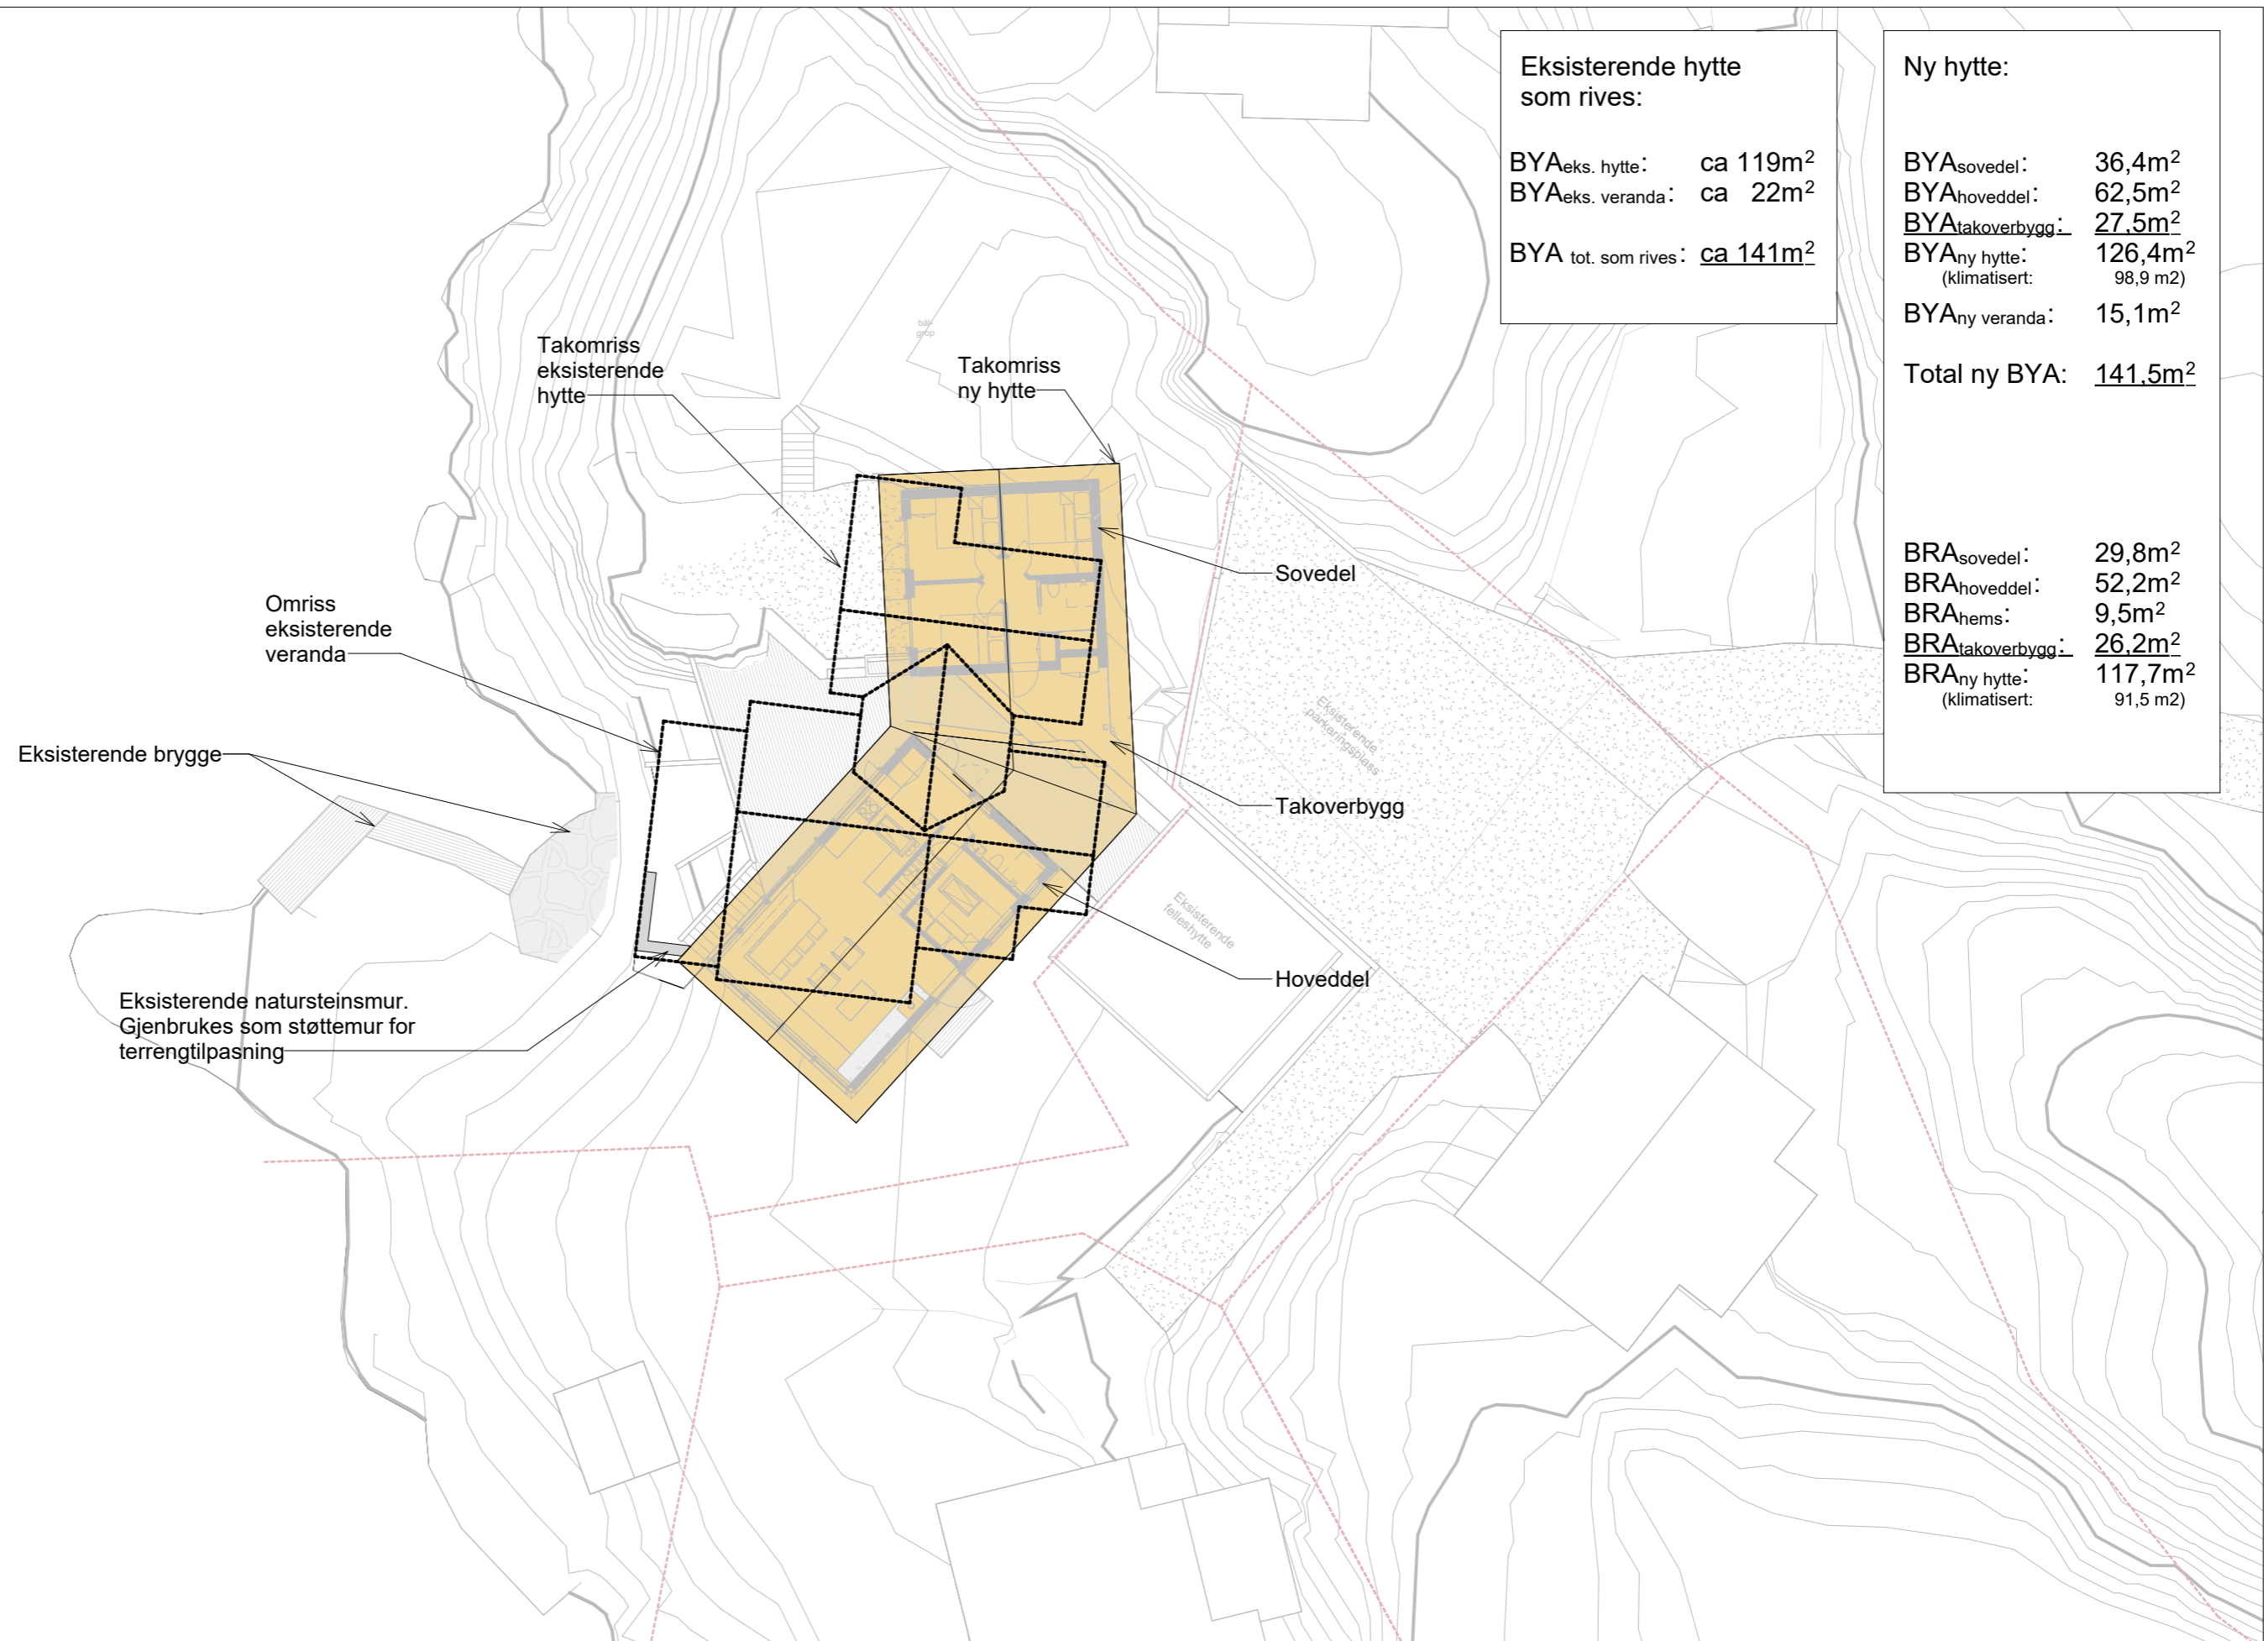 Eksisterende hytte
som rives:
BYAeks. hytte: ca 119m²
BYAeks. veranda: ca 22m²
BYA tot. som rives: ca 141m²
Ny hytte:
BYAsovedel: 36,4m²
BYAhoveddel: 62,5m²
BYAtakoverbygg: 27,5m²
BYAny hytte: 126,4m²
(klimatisert: 98,9 m2)
BYAny veranda: 15,1m²
Total ny BYA: 141,5m²
BRAsovedel: 29,8m²
BRAhoveddel: 52,2m²
BRAhems: 9,5m²
BRAtakoverbygg: 26,2m²
BRAny hytte: 117,7m²
(klimatisert: 91,5 m2)
bål-
grop
Takomriss
eksisterende
hytte
Takomriss
ny hytte
Sovedel
Omriss
eksisterende
veranda
Eksisterende brygge
Eksisterende
parkeringsplass
Takoverbygg
Eksisterende
felleshytte
Hoveddel
Eksisterende natursteinsmur.
Gjenbrukes som støttemur for
terrengtilpasning